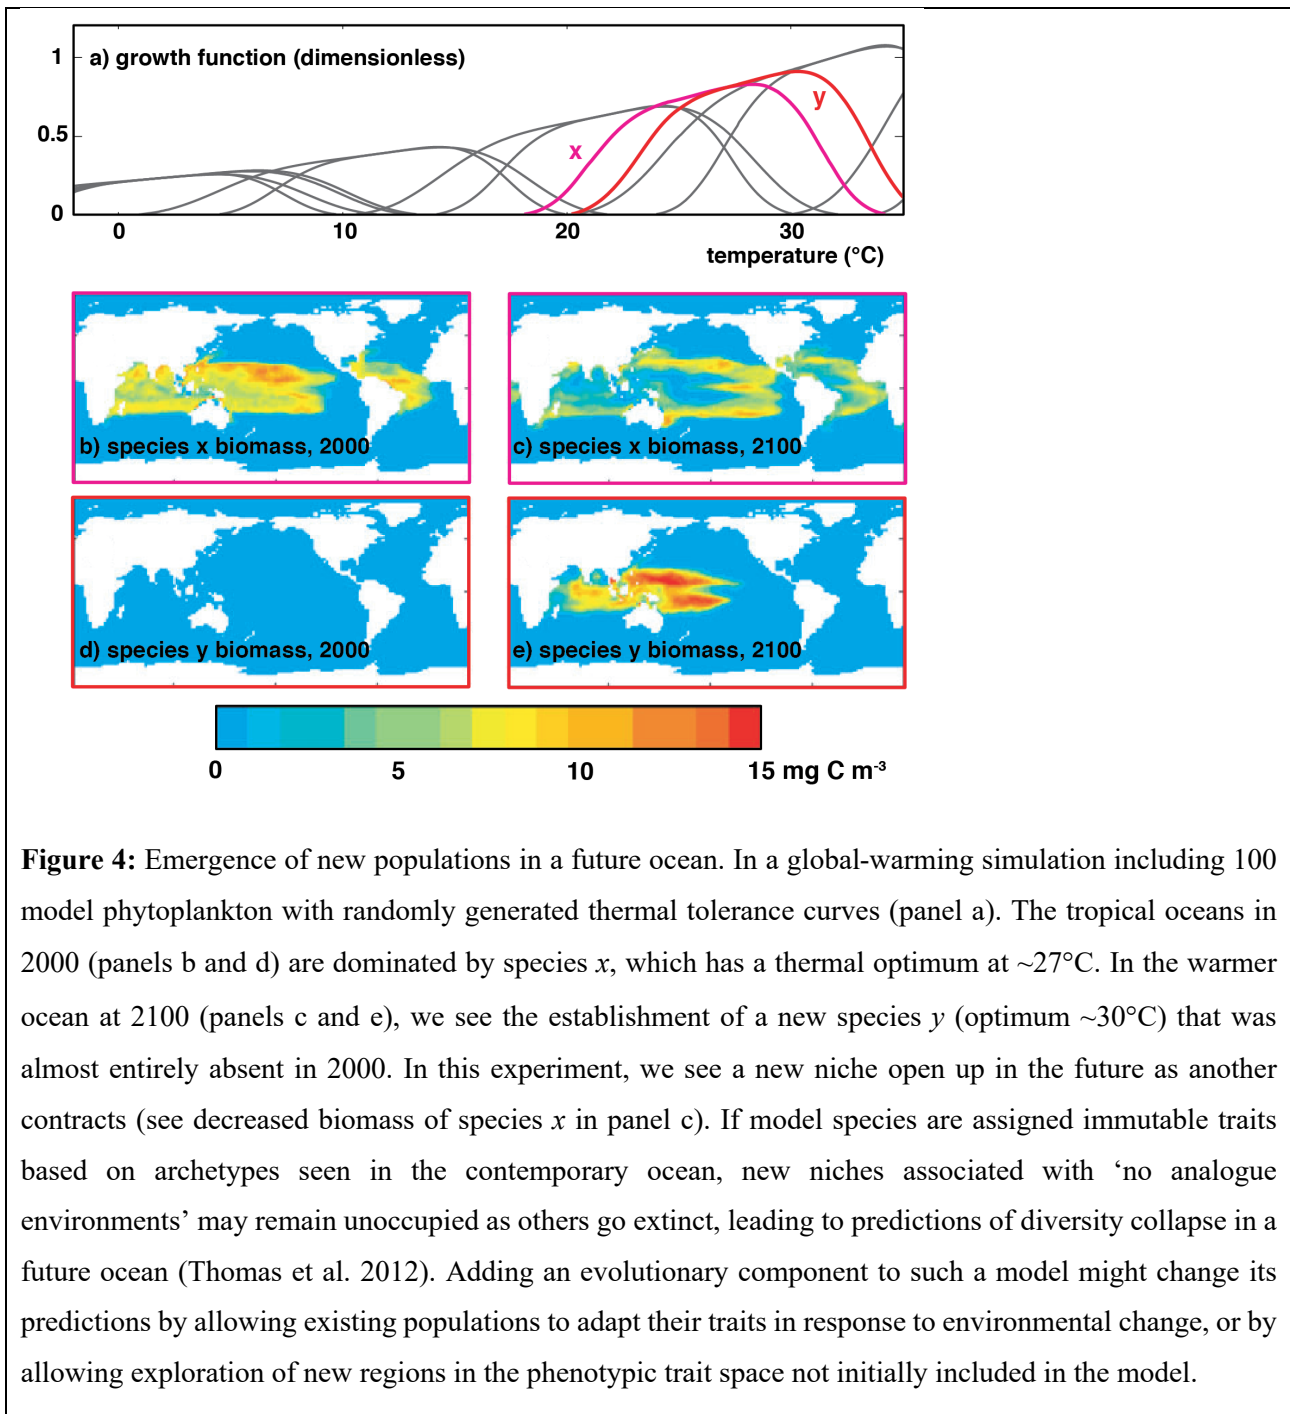 a) growth function (dimensionless)
1
0.5
0
x
y
0 10 20 30
temperature (°C)
b) species x biomass, 2000
c) species x biomass, 2100
d) species y biomass, 2000
e) species y biomass, 2100
0 5 10 15 mg C m⁻³
Figure 4: Emergence of new populations in a future ocean. In a global-warming simulation including 100
model phytoplankton with randomly generated thermal tolerance curves (panel a). The tropical oceans in
2000 (panels b and d) are dominated by species x, which has a thermal optimum at ~27°C. In the warmer
ocean at 2100 (panels c and e), we see the establishment of a new species y (optimum ~30°C) that was
almost entirely absent in 2000. In this experiment, we see a new niche open up in the future as another
contracts (see decreased biomass of species x in panel c). If model species are assigned immutable traits
based on archetypes seen in the contemporary ocean, new niches associated with ‘no analogue
environments’ may remain unoccupied as others go extinct, leading to predictions of diversity collapse in a
future ocean (Thomas et al. 2012). Adding an evolutionary component to such a model might change its
predictions by allowing existing populations to adapt their traits in response to environmental change, or by
allowing exploration of new regions in the phenotypic trait space not initially included in the model.